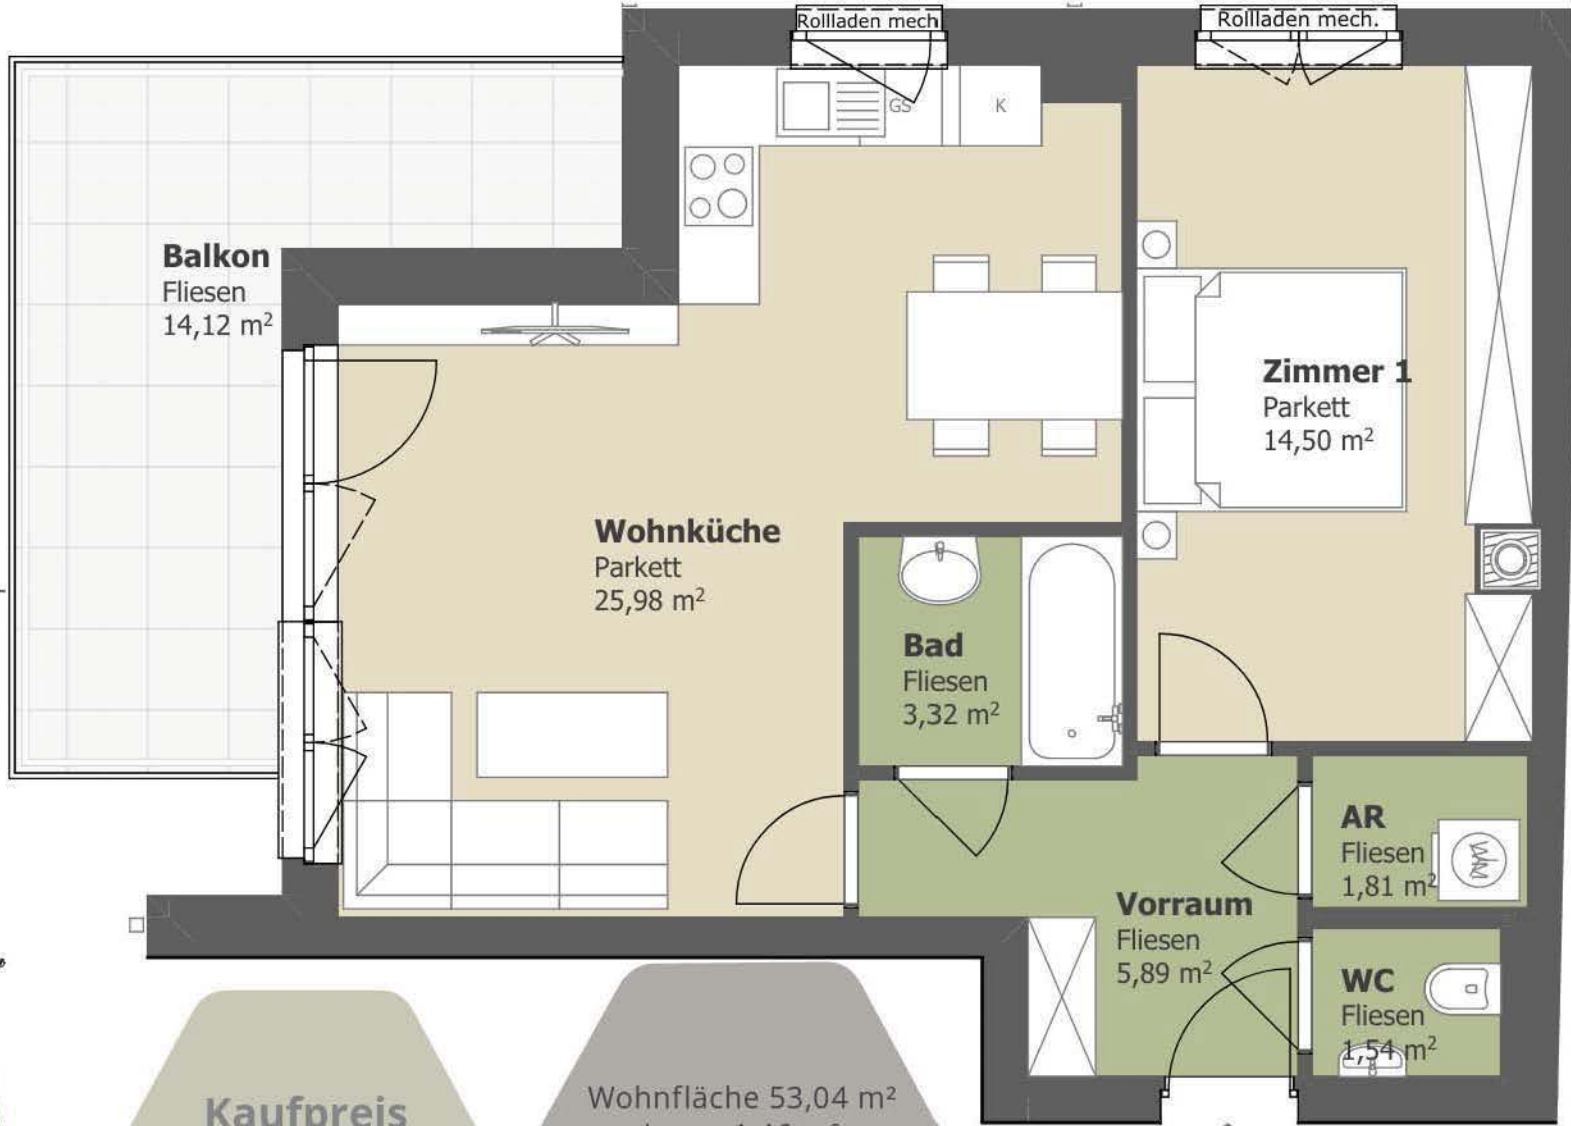 Rollladen mech
Rollladen mech.
GS
K
Balkon
Fliesen
14,12 m²
Zimmer 1
Parkett
14,50 m²
Wohnküche
Parkett
25,98 m²
Bad
Fliesen
3,32 m²
AR
Fliesen
1,81 m²
WM
Vorraum
Fliesen
5,89 m²
WC
Fliesen
1,54 m²
Kaufpreis
Wohnfläche 53,04 m²